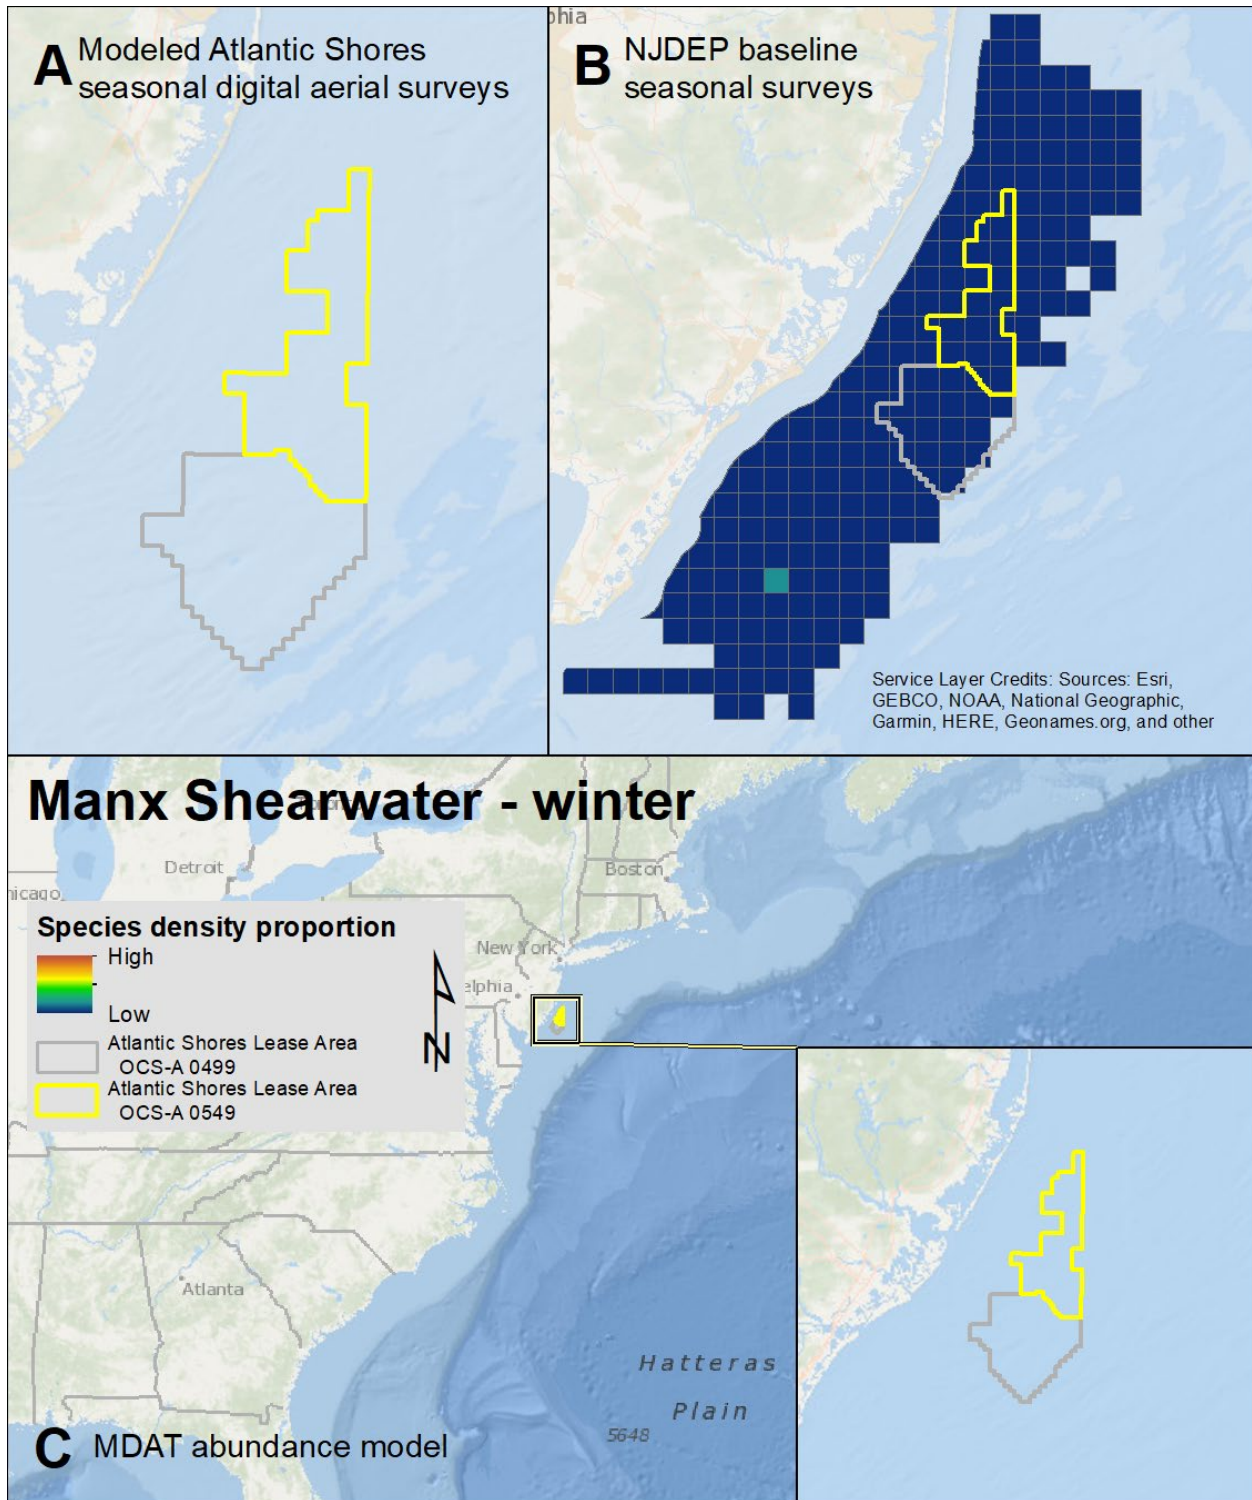 A Modeled Atlantic Shores
seasonal digital aerial surveys
phia
B NJDEP baseline
seasonal surveys
Service Layer Credits: Sources: Esri,
GEBCO, NOAA, National Geographic,
Garmin, HERE, Geonames.org, and other
Manx Shearwater - winter
Detroit
Boston
hicago
Species density proportion
High
Low
Atlantic Shores Lease Area
OCS-A 0499
Atlantic Shores Lease Area
OCS-A 0549
N
New York
elphia
Atlanta
Hatteras
Plain
5648
C MDAT abundance model